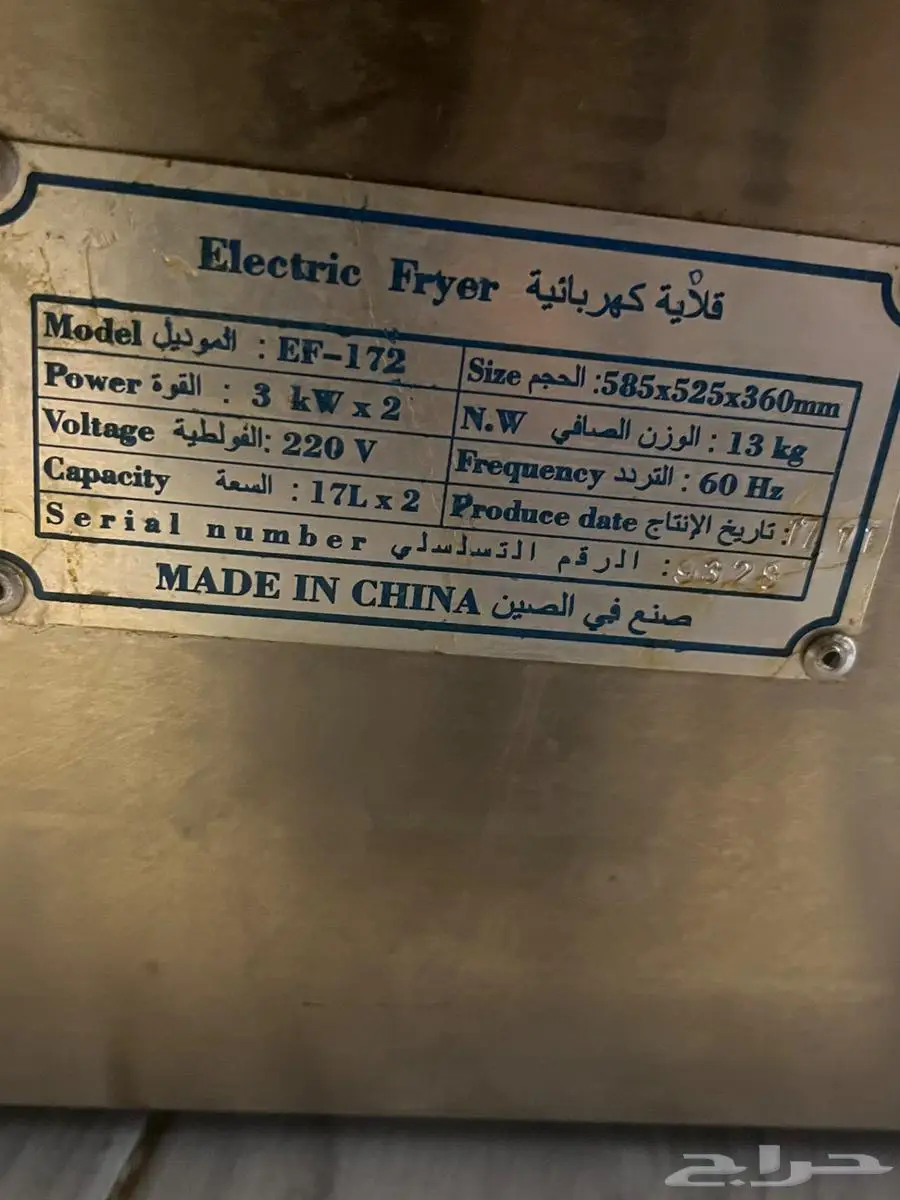 Electric Fryer قلاية كهربائية
Model الموديل : EF-172
Size الحجم :585x525x360mm
Power القوة : 3 kW x 2
N.W الوزن الصافي : 13 kg
Voltage الفولطية: 220 V
Frequency التردد : 60 Hz
Capacity السعة : 17L x 2
Produce date تاريخ الإنتاج :
Serial number الرقم التسلسلي :9329
MADE IN CHINA صنع في الصين
حراج